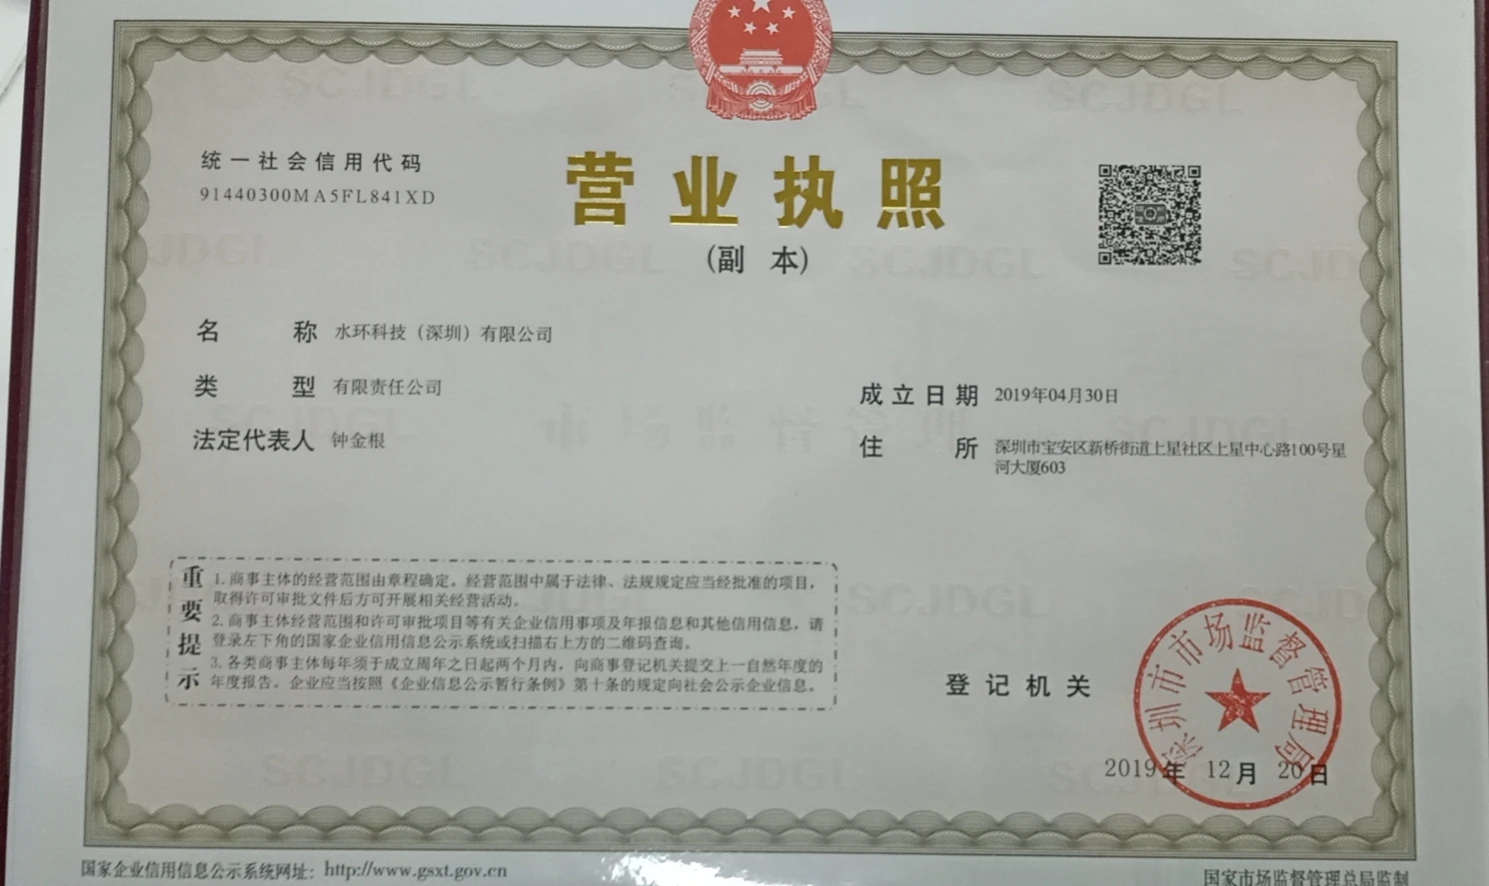 统一社会信用代码
91440300MA5FL841XD
营业执照
(副 本)
名 称 水环科技（深圳）有限公司
类 型 有限责任公司
法定代表人 钟金根
成立日期 2019年04月30日
住 所 深圳市宝安区新桥街道上星社区上星中心路100号星
河大厦603
重要提示
1. 商事主体的经营范围由章程确定。经营范围中属于法律、法规规定应当经批准的项目，
取得许可审批文件后方可开展相关经营活动。
2. 商事主体经营范围和许可审批项目等有关企业信用事项及年报信息和其他信用信息，请
登录左下角的国家企业信用信息公示系统或扫描右上方的二维码查询。
3. 各类商事主体每年须于成立周年之日起两个月内，向商事登记机关提交上一自然年度的
年度报告。企业应当按照《企业信息公示暂行条例》第十条的规定向社会公示企业信息。
登记机关
深圳市市场监督管理局
2019年 12月 20日
国家企业信用信息公示系统网址： http://www.gsxt.gov.cn
国家市场监督管理总局监制
SCJDGL
市场监督管理